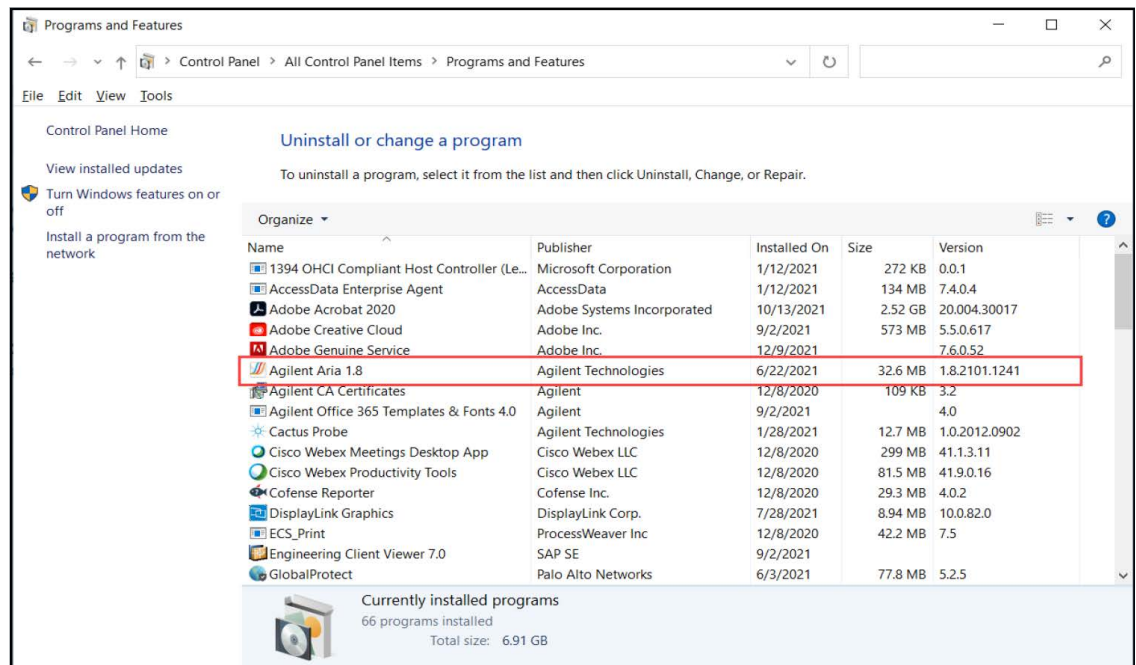 Programs and Features
Control Panel > All Control Panel Items > Programs and Features
File Edit View Tools
Control Panel Home
View installed updates
Turn Windows features on or
off
Install a program from the
network
Uninstall or change a program
To uninstall a program, select it from the list and then click Uninstall, Change, or Repair.
Organize
Name Publisher Installed On Size Version
1394 OHCI Compliant Host Controller (Le... Microsoft Corporation 1/12/2021 272 KB 0.0.1
AccessData Enterprise Agent AccessData 1/12/2021 134 MB 7.4.0.4
Adobe Acrobat 2020 Adobe Systems Incorporated 10/13/2021 2.52 GB 20.004.30017
Adobe Creative Cloud Adobe Inc. 9/2/2021 573 MB 5.5.0.617
Adobe Genuine Service Adobe Inc. 12/9/2021 7.6.0.52
Agilent Aria 1.8 Agilent Technologies 6/22/2021 32.6 MB 1.8.2101.1241
Agilent CA Certificates Agilent 12/8/2020 109 KB 3.2
Agilent Office 365 Templates & Fonts 4.0 Agilent 9/2/2021 4.0
Cactus Probe Agilent Technologies 1/28/2021 12.7 MB 1.0.2012.0902
Cisco Webex Meetings Desktop App Cisco Webex LLC 12/8/2020 299 MB 41.1.3.11
Cisco Webex Productivity Tools Cisco Webex LLC 12/8/2020 81.5 MB 41.9.0.16
Cofense Reporter Cofense Inc. 12/8/2020 29.3 MB 4.0.2
DisplayLink Graphics DisplayLink Corp. 7/28/2021 8.94 MB 10.0.82.0
ECS_Print ProcessWeaver Inc 12/8/2020 42.2 MB 7.5
Engineering Client Viewer 7.0 SAP SE 9/2/2021
GlobalProtect Palo Alto Networks 6/3/2021 77.8 MB 5.2.5
Currently installed programs
66 programs installed
Total size: 6.91 GB